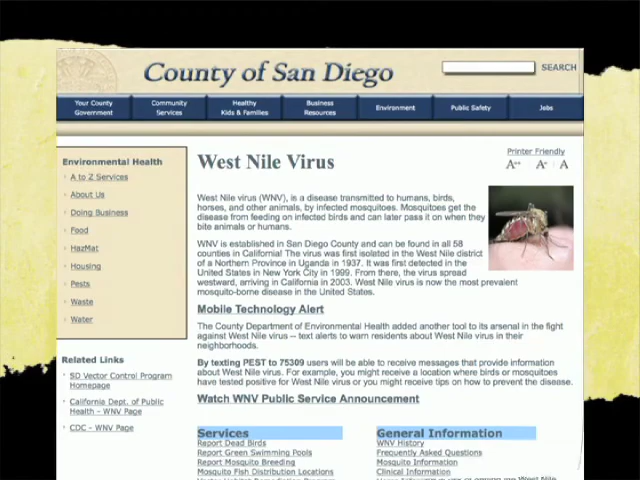 County of San Diego
SEARCH
Your County
Government
Community
Services
Healthy
Kids & Families
Business
Resources
Environment
Public Safety
Jobs
Environmental Health
A to Z Services
About Us
Doing Business
Food
HazMat
Housing
Pests
Waste
Water
Related Links
SD Vector Control Program
Homepage
California Dept. of Public
Health - WNV Page
CDC - WNV Page
West Nile Virus
Printer Friendly
A++ A+ A
West Nile virus (WNV), is a disease transmitted to humans, birds,
horses, and other animals, by infected mosquitoes. Mosquitoes get the
disease from feeding on infected birds and can later pass it on when they
bite animals or humans.
WNV is established in San Diego County and can be found in all 58
counties in California! The virus was first isolated in the West Nile district
of a Northern Province in Uganda in 1937. It was first detected in the
United States in New York City in 1999. From there, the virus spread
westward, arriving in California in 2003. West Nile virus is now the most prevalent
mosquito-borne disease in the United States.
Mobile Technology Alert
The County Department of Environmental Health added another tool to its arsenal in the fight
against West Nile virus -- text alerts to warn residents about West Nile virus in their
neighborhoods.
By texting PEST to 75309 users will be able to receive messages that provide information
about West Nile virus. For example, you might receive a location where birds or mosquitoes
have tested positive for West Nile virus or you might receive tips on how to prevent the disease.
Watch WNV Public Service Announcement
Services
Report Dead Birds
Report Green Swimming Pools
Report Mosquito Breeding
Mosquito Fish Distribution Locations
General Information
WNV History
Frequently Asked Questions
Mosquito Information
Clinical Information